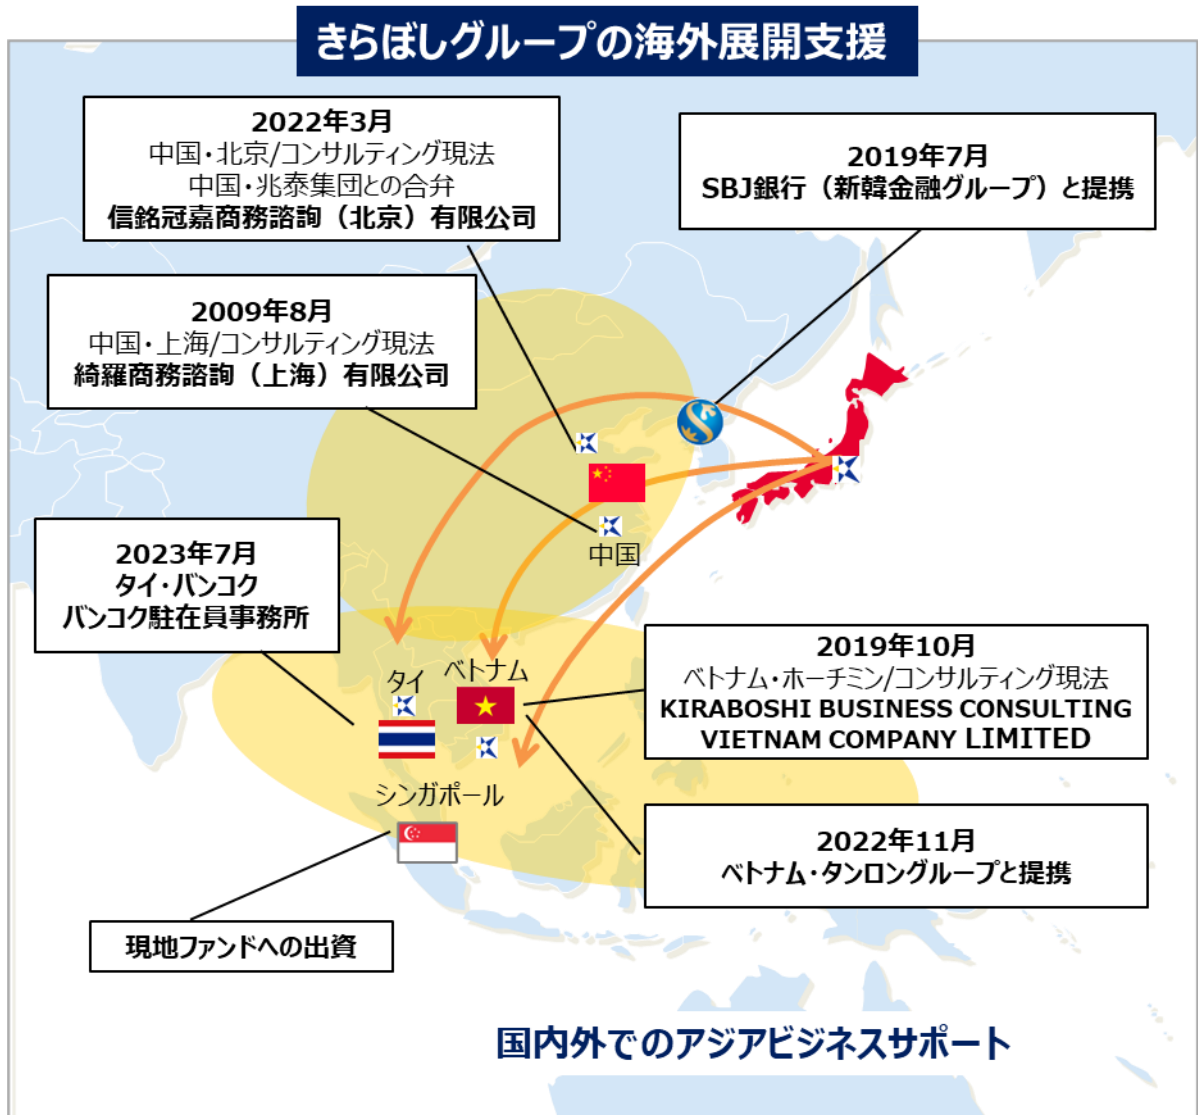 きらぼしグループの海外展開支援
2022年3月
中国・北京/コンサルティング現法
中国・兆泰集団との合弁
信銘冠嘉商務諮詢（北京）有限公司
2019年7月
SBJ銀行（新韓金融グループ）と提携
2009年8月
中国・上海/コンサルティング現法
綺羅商務諮詢（上海）有限公司
中国
2023年7月
タイ・バンコク
バンコク駐在員事務所
タイ
ベトナム
2019年10月
ベトナム・ホーチミン/コンサルティング現法
KIRABOSHI BUSINESS CONSULTING
VIETNAM COMPANY LIMITED
シンガポール
2022年11月
ベトナム・タンロングループと提携
現地ファンドへの出資
国内外でのアジアビジネスサポート